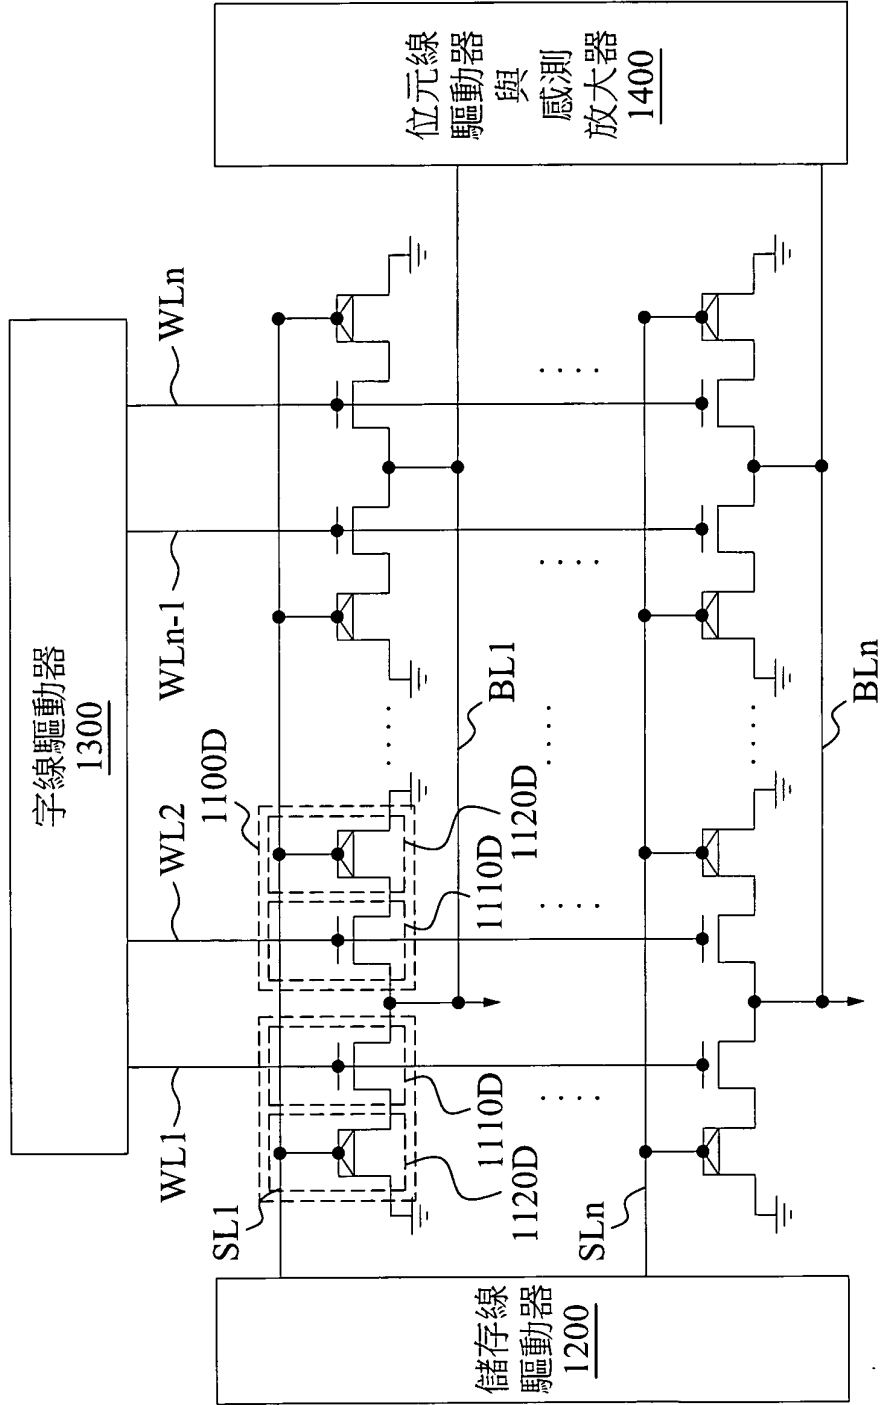 字線驅動器
1300
WL1
WL2
WLn-1
WLn
1100D
SL1
1120D
1110D
1110D
1120D
BL1
SLn
BLn
儲存線
驅動器
1200
位元線
驅動器
與
感測
放大器
1400